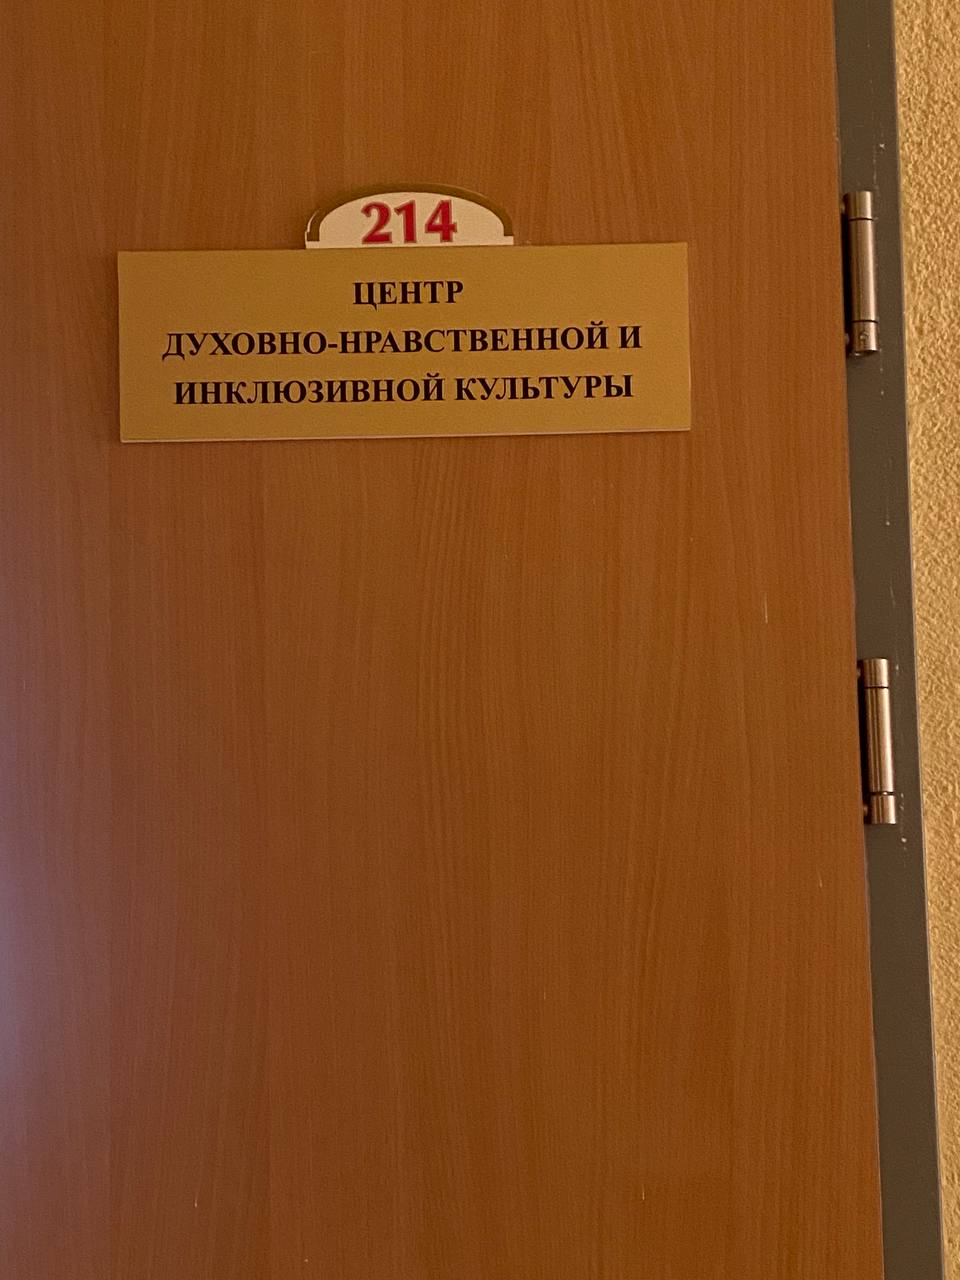 214
ЦЕНТР
ДУХОВНО-НРАВСТВЕННОЙ И
ИНКЛЮЗИВНОЙ КУЛЬТУРЫ